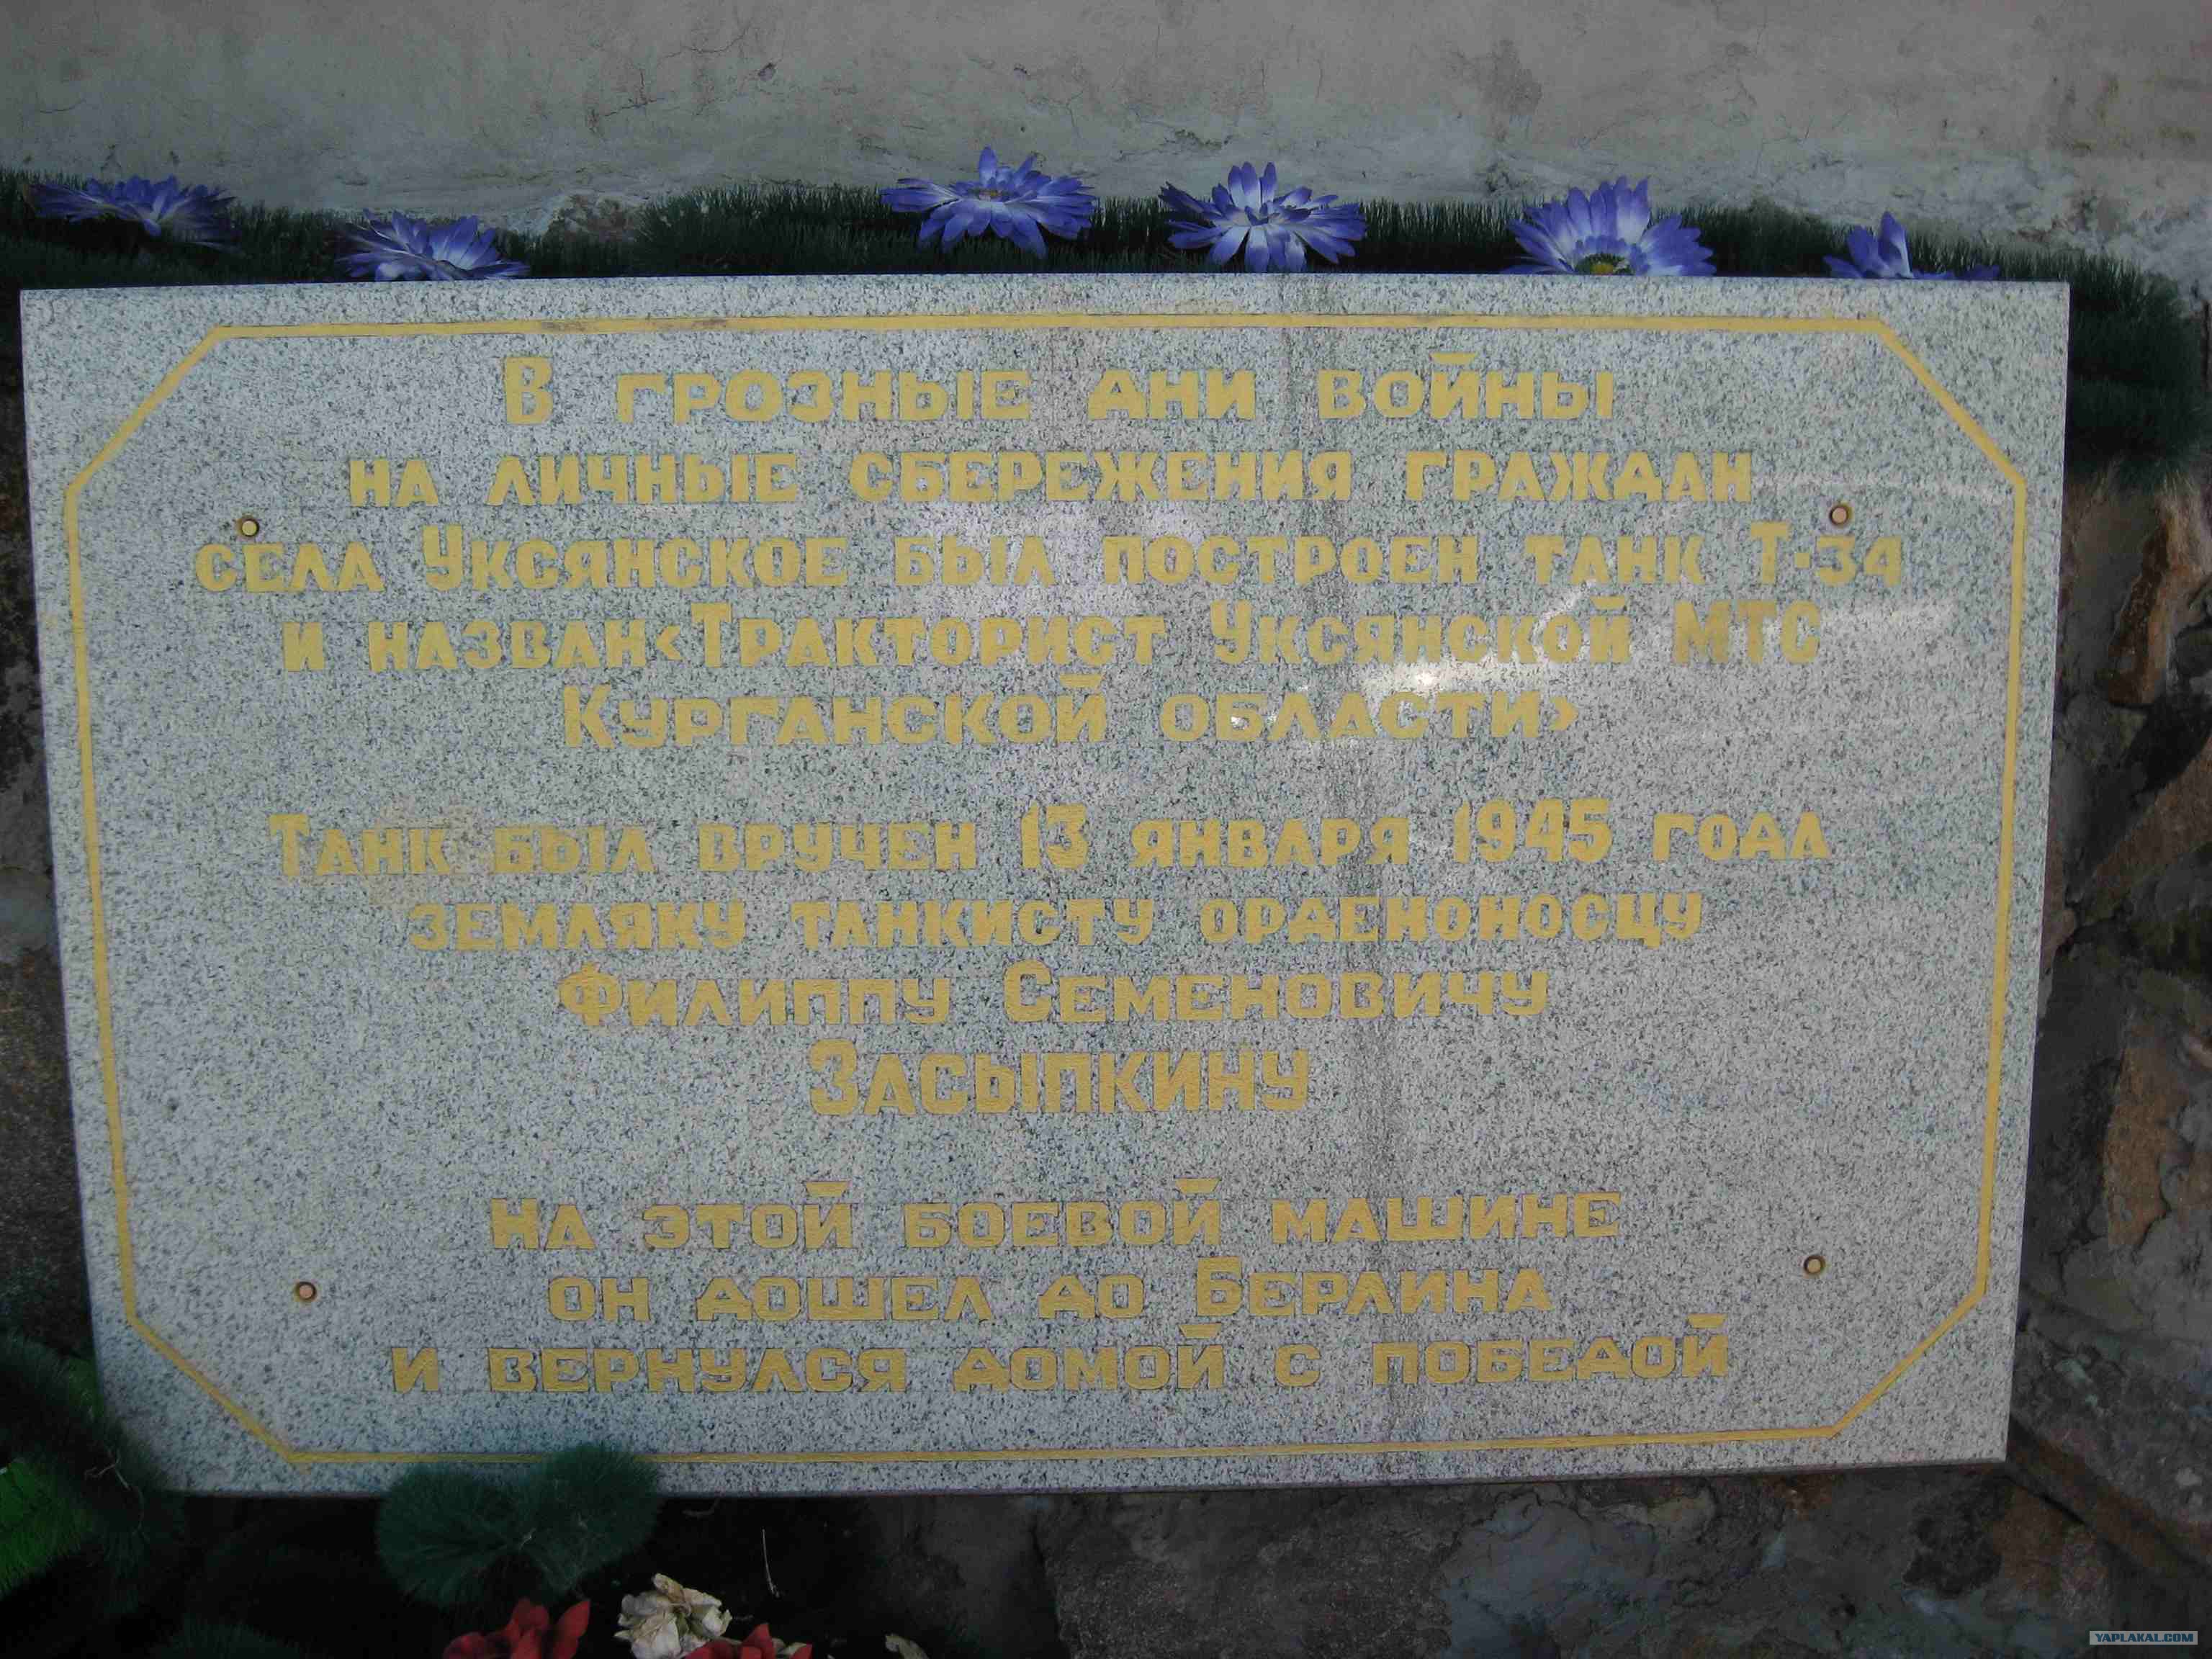 В грозные дни войны
на личные сбережения граждан
села Уксянское был построен танк Т-34
и назван ‹Тракторист Уксянской МТС
Курганской области›
Танк был вручен 13 января 1945 года
земляку танкисту орденоносцу
Филиппу Семеновичу
Засыпкину
На этой боевой машине
он дошел до Берлина
и вернулся домой с победой
YAPLAKAL.COM